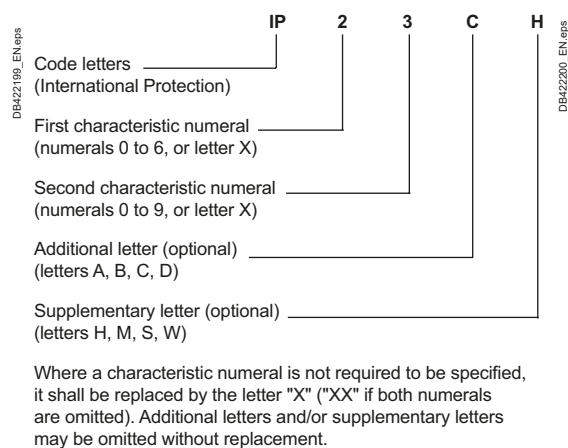 IP 2 3 C H
DB422199_EN.eps
DB422200_EN.eps
Code letters
(International Protection)
First characteristic numeral
(numerals 0 to 6, or letter X)
Second characteristic numeral
(numerals 0 to 9, or letter X)
Additional letter (optional)
(letters A, B, C, D)
Supplementary letter (optional)
(letters H, M, S, W)
Where a characteristic numeral is not required to be specified,
it shall be replaced by the letter "X" ("XX" if both numerals
are omitted). Additional letters and/or supplementary letters
may be omitted without replacement.